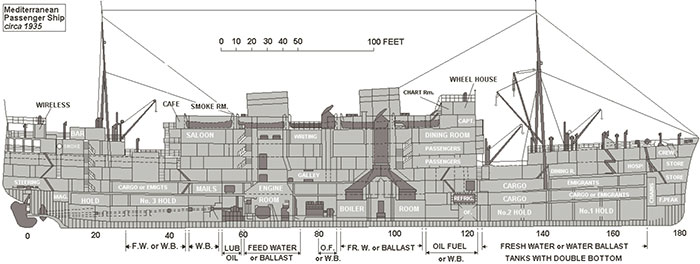 Mediterranean
Passenger Ship
circa 1935
0 10 20 30 40 50 100 FEET
WHEEL HOUSE
CHART Rm.
WIRELESS
CAFE
SMOKE RM.
CAPT.
BAR
SALOON
WRITING
DINING ROOM
PASSENGERS
PASSENGERS
GALLEY
DINING R.
HOSP.
STORE
STORE
EMIGRANTS
CARGO or EMIGTS
MAILS
ENGINE
ROOM
REFRIG.
CARGO
CARGO or EMIGRANTS
CARGO
F.PEAK
MAG.
HOLD
No.3 HOLD
BOILER
ROOM
OF.
No.2 HOLD
No.1 HOLD
0 20 40 60 80 100 120 140 160 180
F.W. or W.B.
W.B.
LUB
OIL
FEED WATER
or BALLAST
O.F.
or W.B.
FR. W. or BALLAST
OIL FUEL
or W.B.
FRESH WATER or WATER BALLAST
TANKS WITH DOUBLE BOTTOM